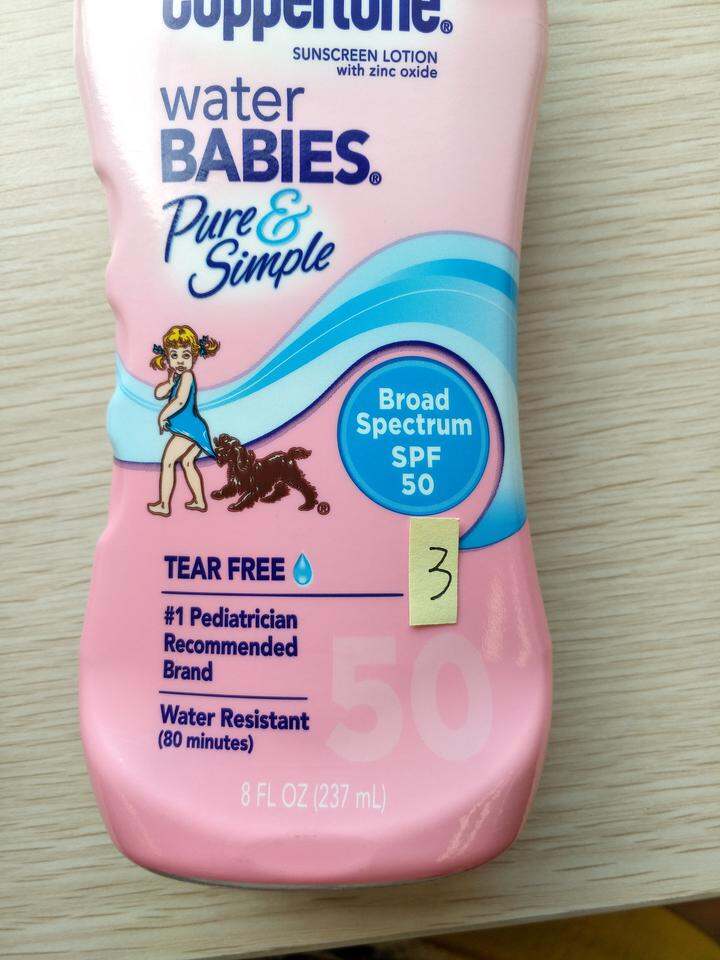 Coppertone®
SUNSCREEN LOTION
with zinc oxide
water
BABIES®
Pure &
Simple
Broad
Spectrum
SPF
50
®
TEAR FREE
3
#1 Pediatrician
Recommended
Brand
50
Water Resistant
(80 minutes)
8 FL OZ (237 mL)